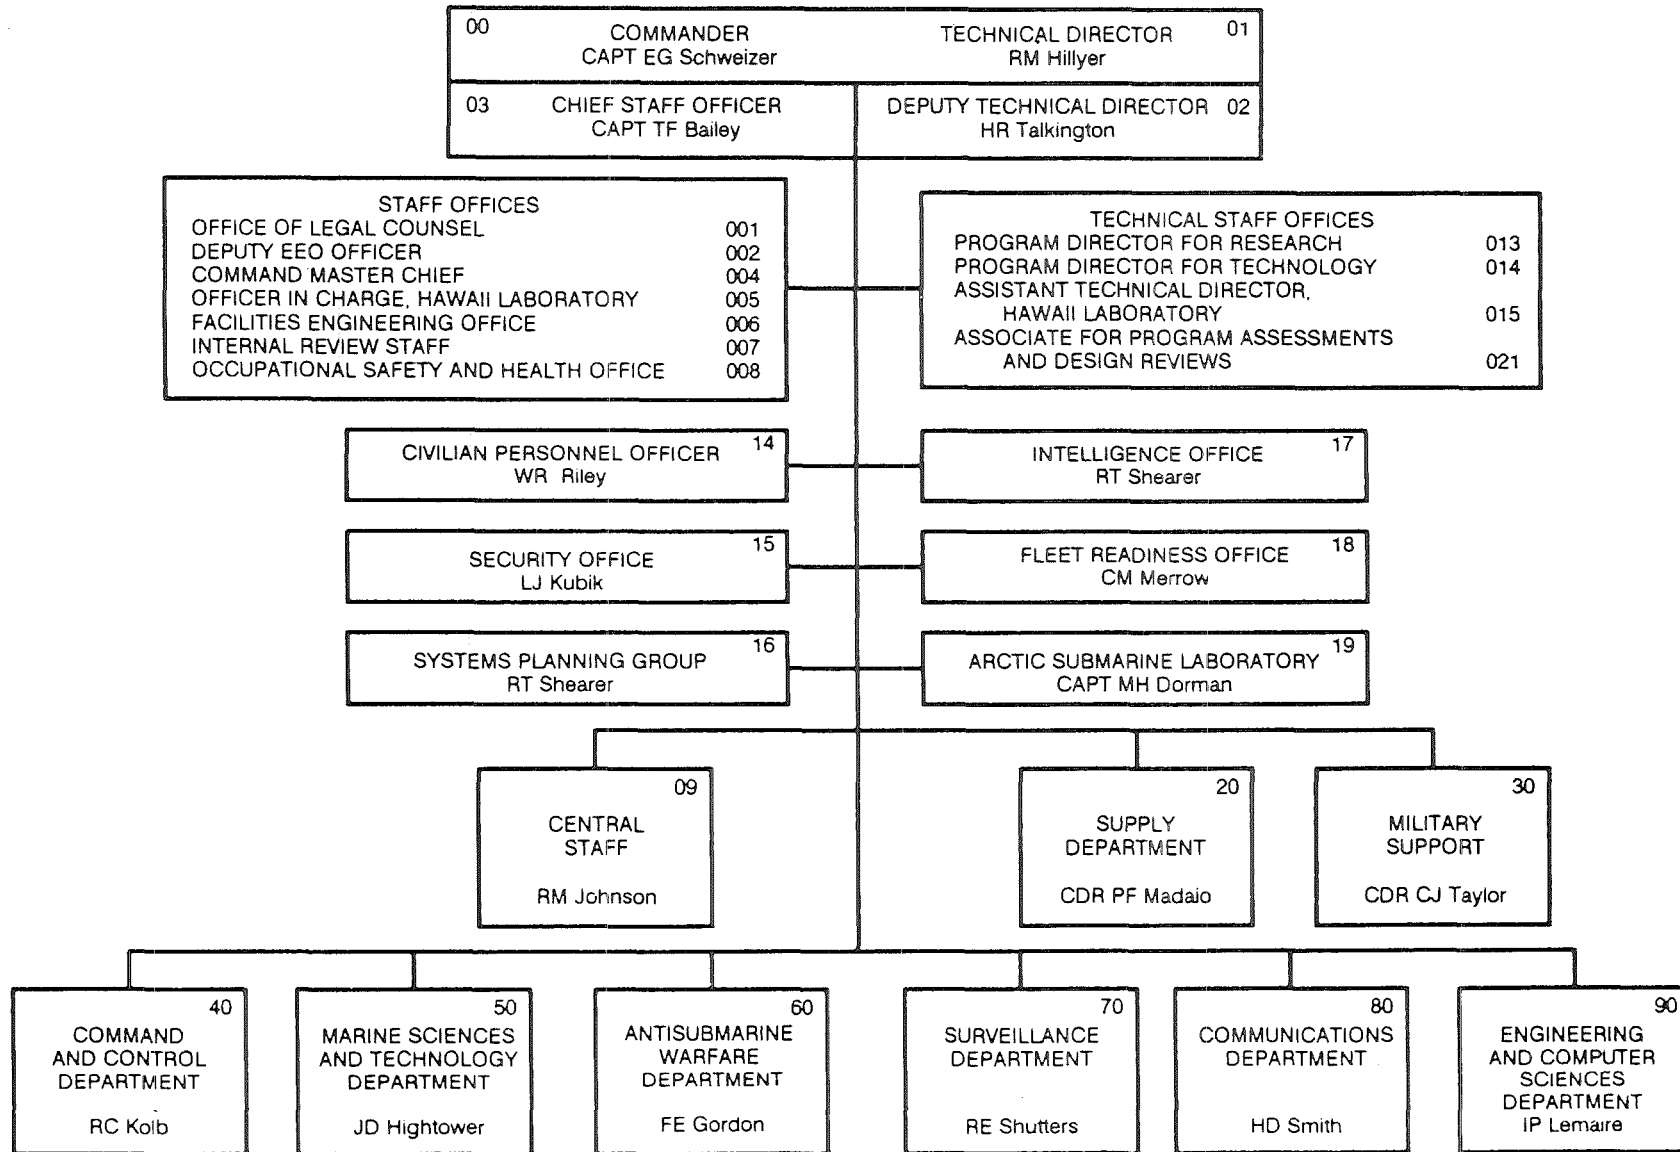 00 COMMANDER
CAPT EG Schweizer
TECHNICAL DIRECTOR 01
RM Hillyer
03 CHIEF STAFF OFFICER
CAPT TF Bailey
DEPUTY TECHNICAL DIRECTOR 02
HR Talkington
STAFF OFFICES
OFFICE OF LEGAL COUNSEL 001
DEPUTY EEO OFFICER 002
COMMAND MASTER CHIEF 004
OFFICER IN CHARGE, HAWAII LABORATORY 005
FACILITIES ENGINEERING OFFICE 006
INTERNAL REVIEW STAFF 007
OCCUPATIONAL SAFETY AND HEALTH OFFICE 008
TECHNICAL STAFF OFFICES
PROGRAM DIRECTOR FOR RESEARCH 013
PROGRAM DIRECTOR FOR TECHNOLOGY 014
ASSISTANT TECHNICAL DIRECTOR,
HAWAII LABORATORY 015
ASSOCIATE FOR PROGRAM ASSESSMENTS
AND DESIGN REVIEWS 021
14
CIVILIAN PERSONNEL OFFICER
WR Riley
17
INTELLIGENCE OFFICE
RT Shearer
15
SECURITY OFFICE
LJ Kubik
18
FLEET READINESS OFFICE
CM Merrow
16
SYSTEMS PLANNING GROUP
RT Shearer
19
ARCTIC SUBMARINE LABORATORY
CAPT MH Dorman
09
CENTRAL
STAFF
RM Johnson
20
SUPPLY
DEPARTMENT
CDR PF Madaio
30
MILITARY
SUPPORT
CDR CJ Taylor
40
COMMAND
AND CONTROL
DEPARTMENT
RC Kolb
50
MARINE SCIENCES
AND TECHNOLOGY
DEPARTMENT
JD Hightower
60
ANTISUBMARINE
WARFARE
DEPARTMENT
FE Gordon
70
SURVEILLANCE
DEPARTMENT
RE Shutters
80
COMMUNICATIONS
DEPARTMENT
HD Smith
90
ENGINEERING
AND COMPUTER
SCIENCES
DEPARTMENT
IP Lemaire